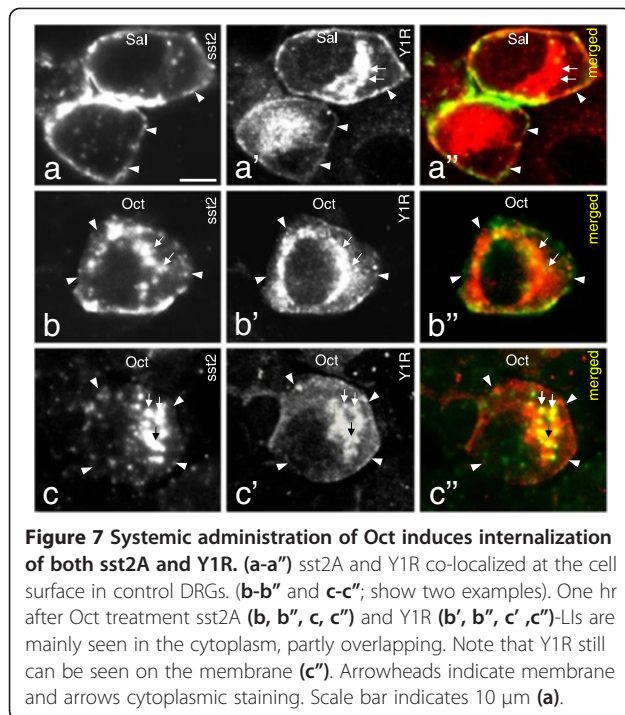 Sal
sst2
a
Y1R
a'
Sal
merged
a"
Oct
sst2
b
Oct
Y1R
b'
Oct
merged
b"
Oct
sst2
c
Oct
Y1R
c'
Oct
merged
c"
Figure 7 Systemic administration of Oct induces internalization
of both sst2A and Y1R. (a-a") sst2A and Y1R co-localized at the cell
surface in control DRGs. (b-b" and c-c"; show two examples). One hr
after Oct treatment sst2A (b, b", c, c") and Y1R (b', b", c' ,c")-LIs are
mainly seen in the cytoplasm, partly overlapping. Note that Y1R still
can be seen on the membrane (c"). Arrowheads indicate membrane
and arrows cytoplasmic staining. Scale bar indicates 10 μm (a).